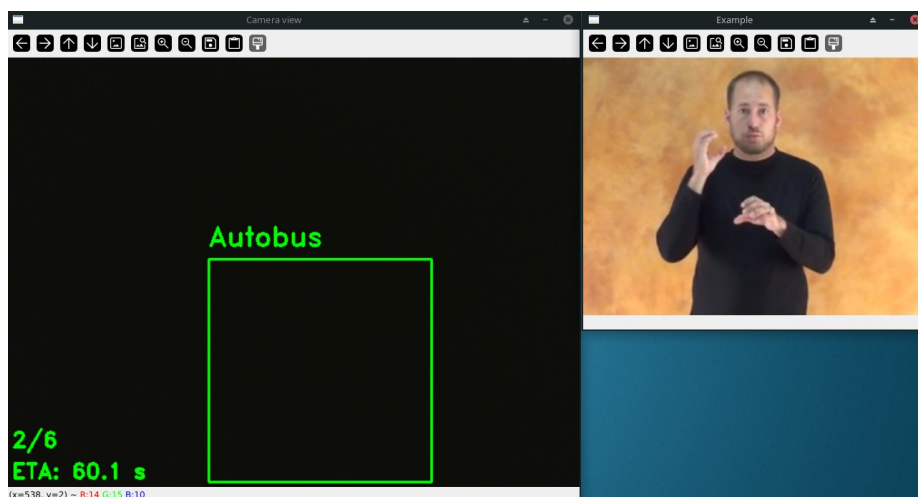 Camera view
Example
Autobus
2/6
ETA: 60.1 s
(x=538, y=2) ~ R:14 G:15 B:10